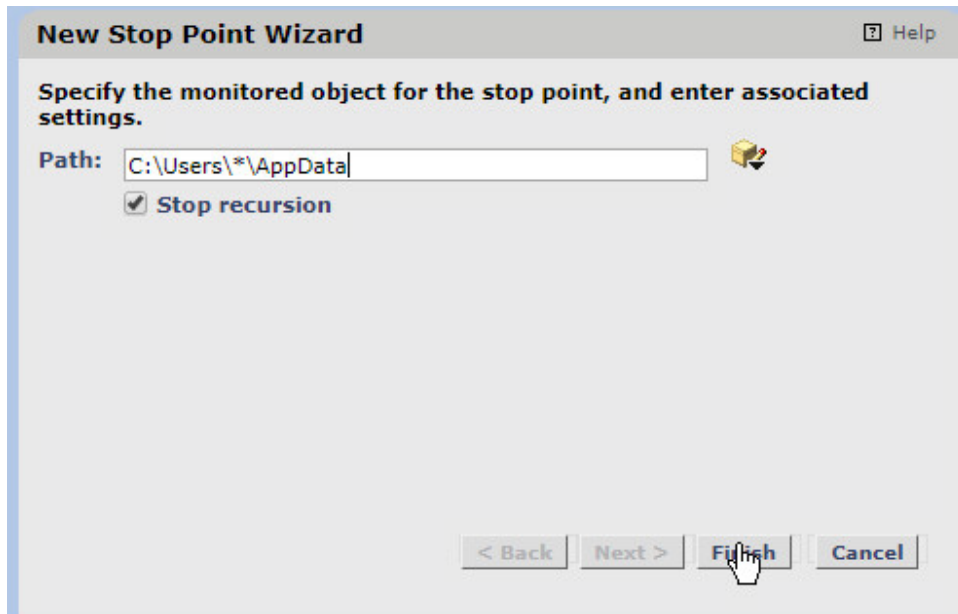 New Stop Point Wizard
? Help
Specify the monitored object for the stop point, and enter associated
settings.
Path: C:\Users\*\AppData
Stop recursion
< Back Next > Finish Cancel